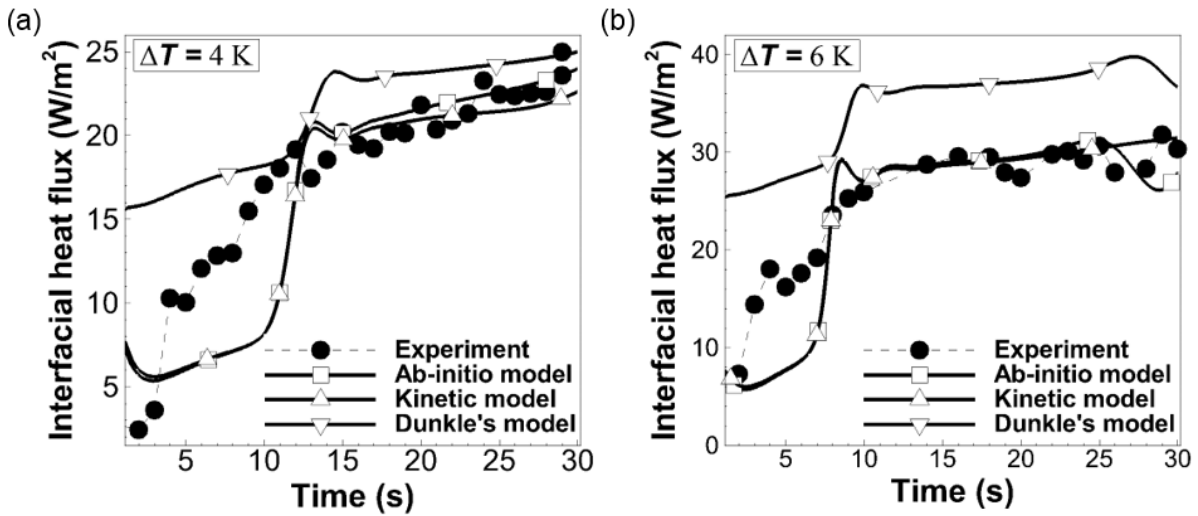 (a)
ΔT = 4 K
Interfacial heat flux (W/m²)
25
20
15
10
5
5 10 15 20 25 30
Time (s)
Experiment
Ab-initio model
Kinetic model
Dunkle's model
(b)
ΔT = 6 K
Interfacial heat flux (W/m²)
40
30
20
10
0
5 10 15 20 25 30
Time (s)
Experiment
Ab-initio model
Kinetic model
Dunkle's model